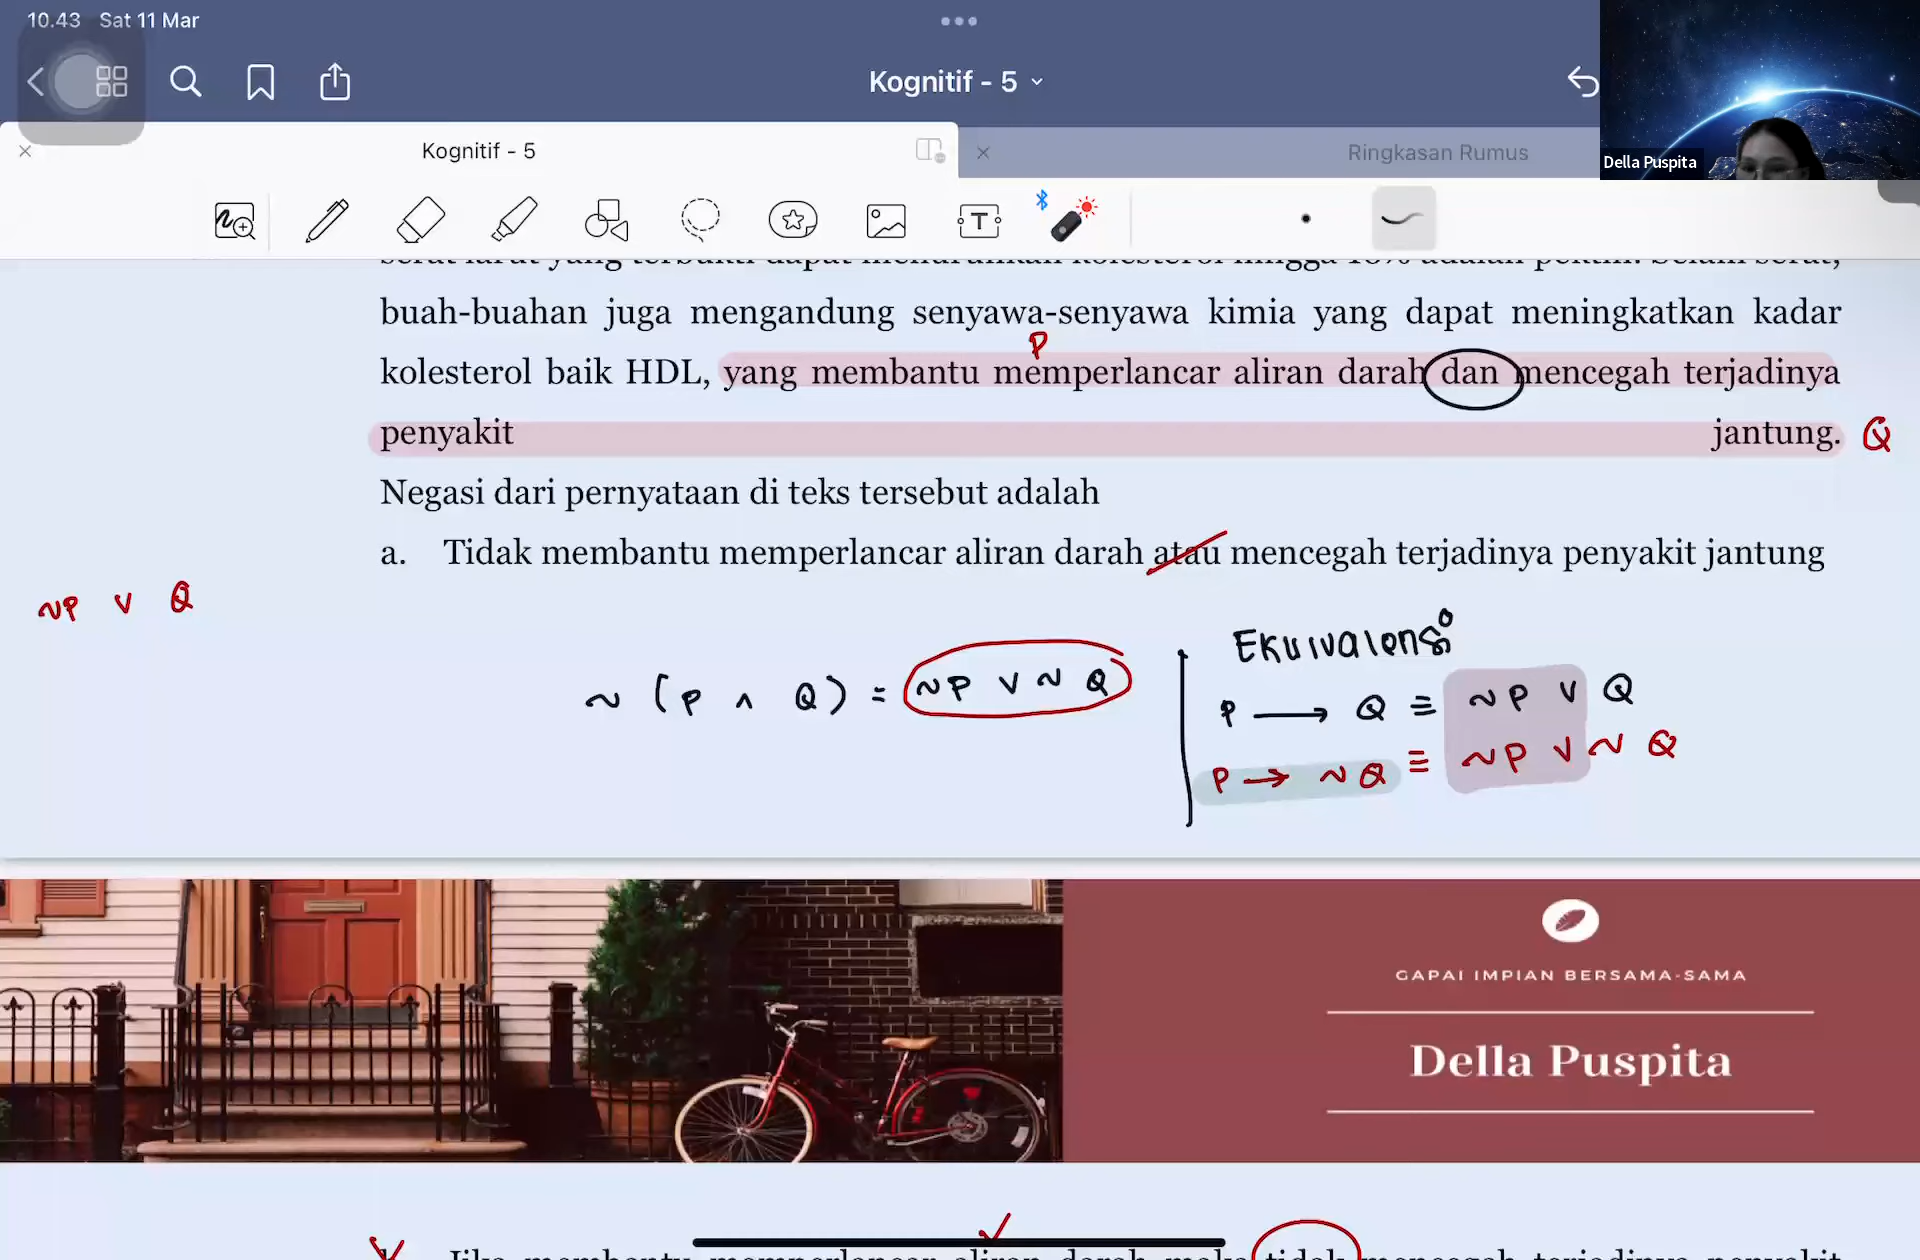 10.43 Sat 11 Mar
Kognitif - 5
Kognitif - 5
Ringkasan Rumus
Della Puspita
T
buah-buahan juga mengandung senyawa-senyawa kimia yang dapat meningkatkan kadar
P
kolesterol baik HDL, yang membantu memperlancar aliran darah dan mencegah terjadinya
penyakit jantung. Q
Negasi dari pernyataan di teks tersebut adalah
a. Tidak membantu memperlancar aliran darah atau mencegah terjadinya penyakit jantung
~P v Q
Ekuivalensi
~ (P ∧ Q) = ~P v ~ Q
P → Q ≡ ~P v Q
P → ~Q ≡ ~P v ~ Q
GAPAI IMPIAN BERSAMA-SAMA
Della Puspita